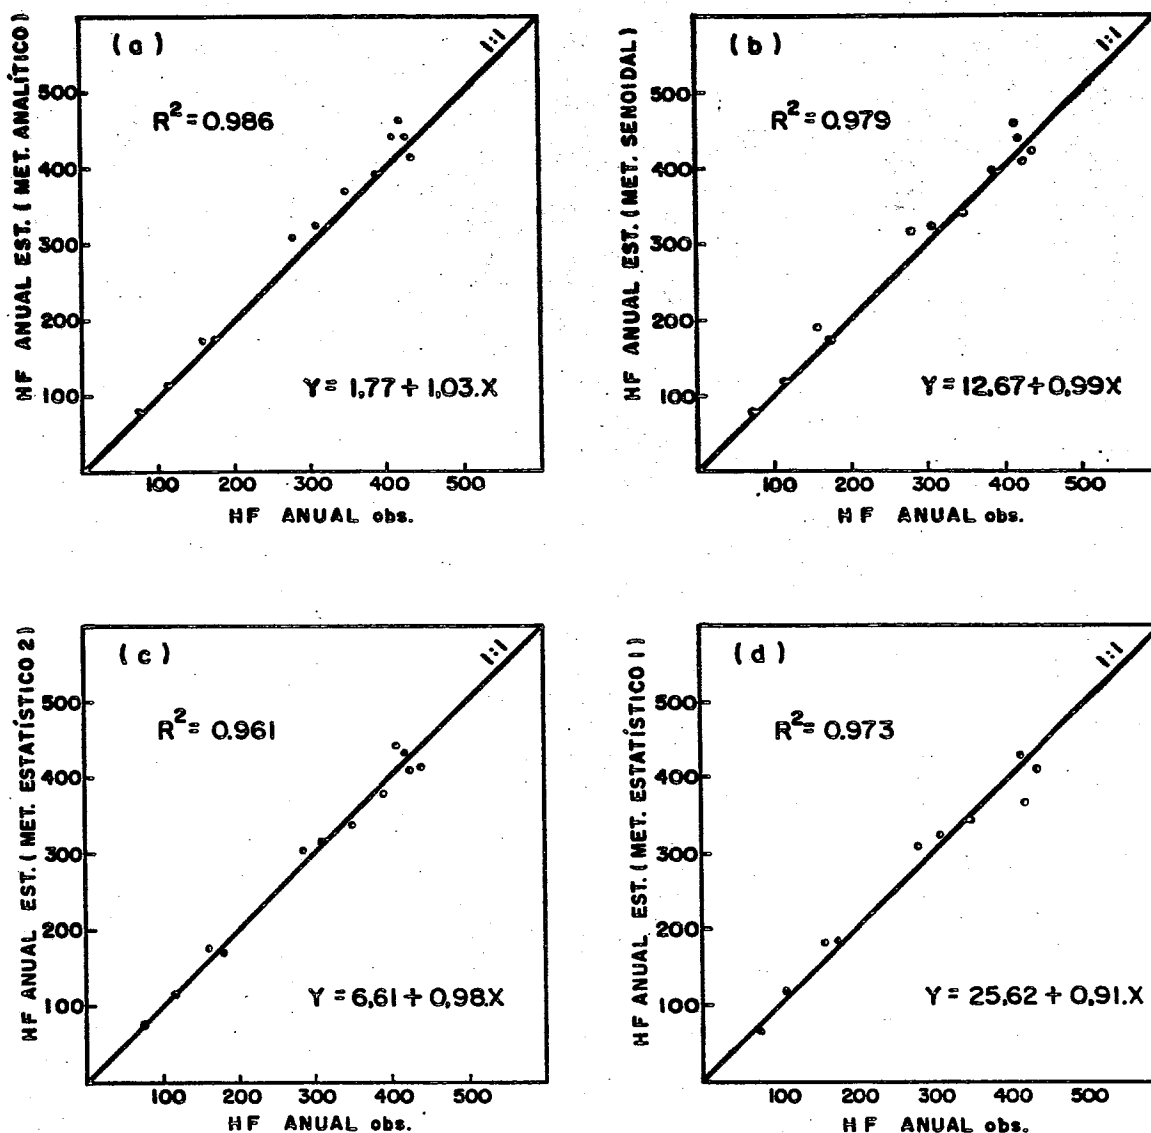 (a)
1:1
R² = 0.986
Y = 1,77 + 1,03.X
HF ANUAL EST. (MET. ANALÍTICO)
500
400
300
200
100
100 200 300 400 500
HF ANUAL obs.
(b)
1:1
R² = 0.979
Y = 12,67 + 0,99X
HF ANUAL EST. (MET. SENOIDAL)
500
400
300
200
100
100 200 300 400 500
HF ANUAL obs.
(c)
1:1
R² = 0.961
Y = 6,61 + 0,98.X
HF ANUAL EST. (MET. ESTATÍSTICO 2)
500
400
300
200
100
100 200 300 400 500
HF ANUAL obs.
(d)
1:1
R² = 0.973
Y = 25,62 + 0,91.X
HF ANUAL EST. (MET. ESTATÍSTICO 1)
500
400
300
200
100
100 200 300 400 500
HF ANUAL obs.